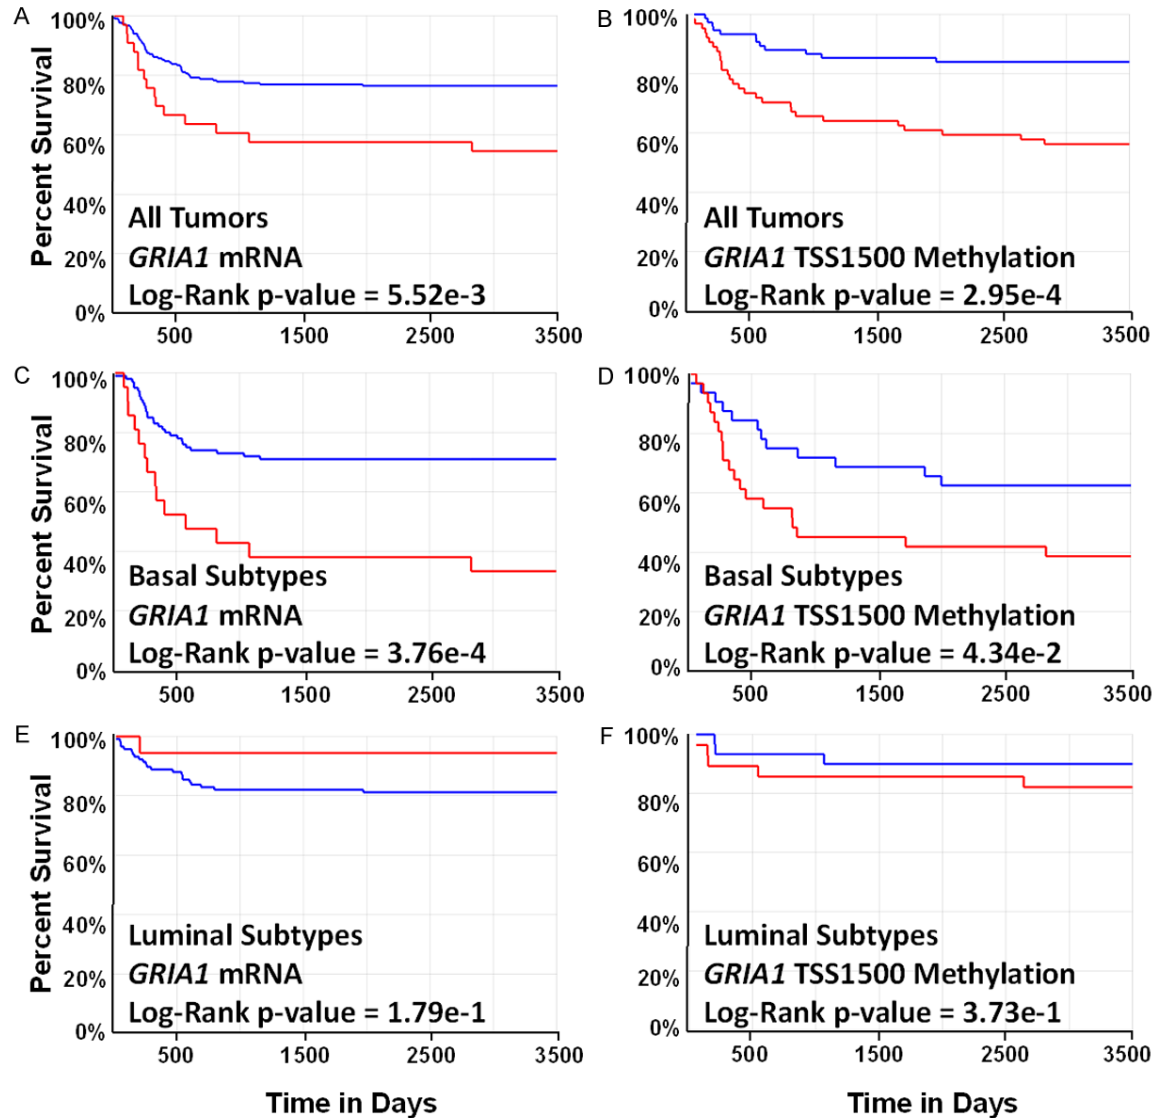 A
100%
80%
60%
40%
20%
0%
Percent Survival
All Tumors
GRIA1 mRNA
Log-Rank p-value = 5.52e-3
500
1500
2500
3500
B
100%
80%
60%
40%
20%
0%
All Tumors
GRIA1 TSS1500 Methylation
Log-Rank p-value = 2.95e-4
500
1500
2500
3500
C
100%
80%
60%
40%
20%
0%
Percent Survival
Basal Subtypes
GRIA1 mRNA
Log-Rank p-value = 3.76e-4
500
1500
2500
3500
D
100%
80%
60%
40%
20%
0%
Basal Subtypes
GRIA1 TSS1500 Methylation
Log-Rank p-value = 4.34e-2
500
1500
2500
3500
E
100%
80%
60%
40%
20%
0%
Percent Survival
Luminal Subtypes
GRIA1 mRNA
Log-Rank p-value = 1.79e-1
500
1500
2500
3500
Time in Days
F
100%
80%
60%
40%
20%
0%
Luminal Subtypes
GRIA1 TSS1500 Methylation
Log-Rank p-value = 3.73e-1
500
1500
2500
3500
Time in Days